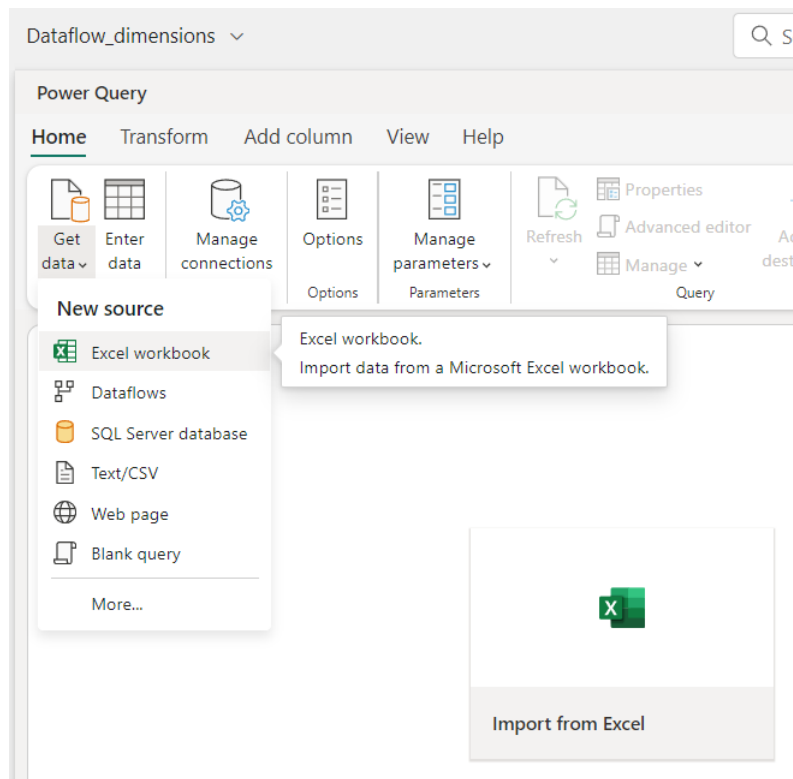 Dataflow_dimensions
S
Power Query
Home Transform Add column View Help
Get data
Enter data
Manage connections
Options
Manage parameters
Refresh
Properties
Advanced editor
Manage
Options
Parameters
Query
New source
Excel workbook
Dataflows
SQL Server database
Text/CSV
Web page
Blank query
More...
Excel workbook.
Import data from a Microsoft Excel workbook.
Import from Excel